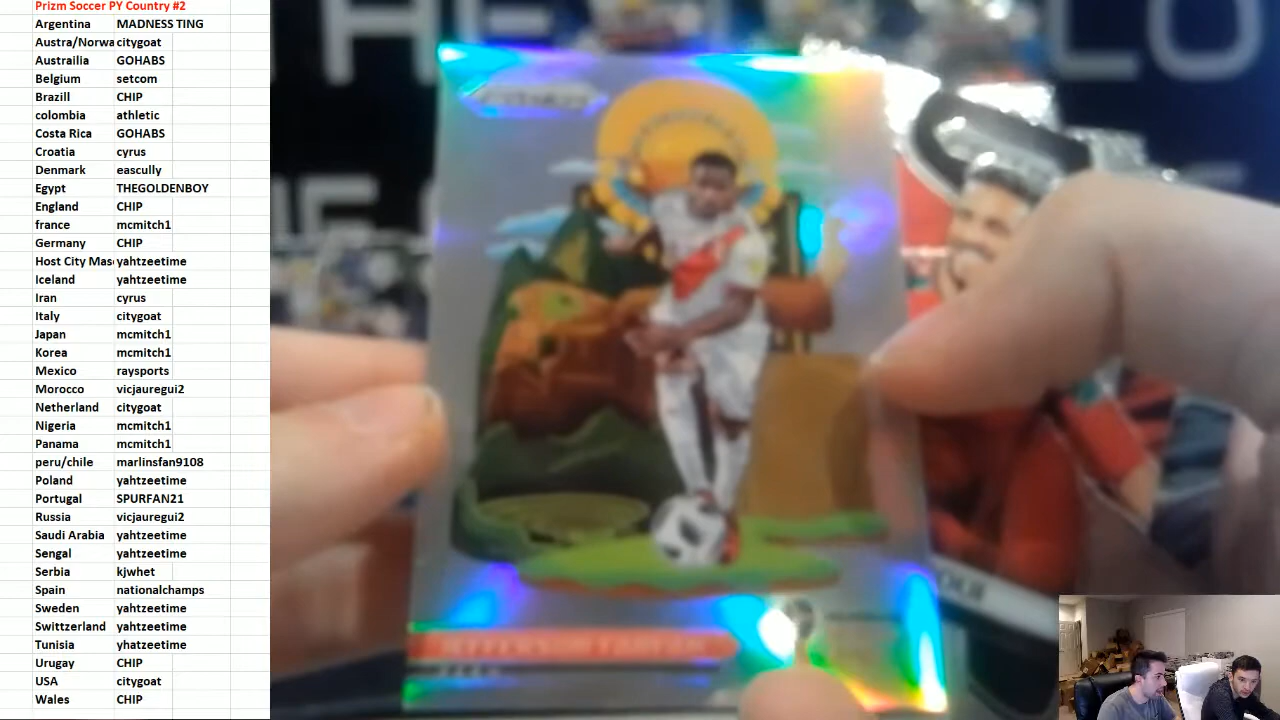 Prizm Soccer PY Country #2
Argentina MADNESS TING
Austra/Norwa citygoat
Austrailia GOHABS
Belgium setcom
Brazill CHIP
colombia athletic
Costa Rica GOHABS
Croatia cyrus
Denmark eascully
Egypt THEGOLDENBOY
England CHIP
france mcmitch1
Germany CHIP
Host City Mas yahtzeetime
Iceland yahtzeetime
Iran cyrus
Italy citygoat
Japan mcmitch1
Korea mcmitch1
Mexico raysports
Morocco vicjauregui2
Netherland citygoat
Nigeria mcmitch1
Panama mcmitch1
peru/chile marlinsfan9108
Poland yahtzeetime
Portugal SPURFAN21
Russia vicjauregui2
Saudi Arabia yahtzeetime
Sengal yahtzeetime
Serbia kjwhet
Spain nationalchamps
Sweden yahtzeetime
Swittzerland yahtzeetime
Tunisia yhatzeetime
Urugay CHIP
USA citygoat
Wales CHIP